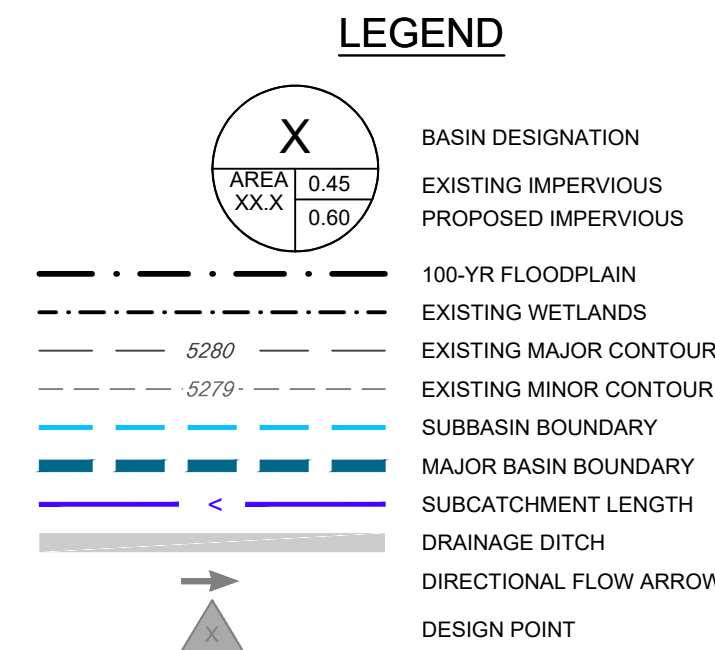 LEGEND
X
BASIN DESIGNATION
AREA
XX.X
0.45
EXISTING IMPERVIOUS
0.60
PROPOSED IMPERVIOUS
100-YR FLOODPLAIN
EXISTING WETLANDS
5280
EXISTING MAJOR CONTOUR
5279
EXISTING MINOR CONTOUR
SUBBASIN BOUNDARY
MAJOR BASIN BOUNDARY
<
SUBCATCHMENT LENGTH
DRAINAGE DITCH
DIRECTIONAL FLOW ARROW
X
DESIGN POINT